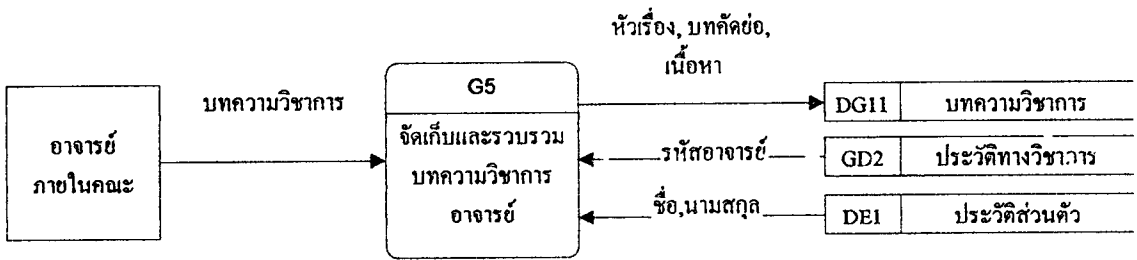 อาจารย์
ภายในคณะ
บทความวิชาการ
G5
จัดเก็บและรวบรวม
บทความวิชาการ
อาจารย์
หัวเรื่อง, บทคัดย่อ,
เนื้อหา
DG11 บทความวิชาการ
รหัสอาจารย์
GD2 ประวัติทางวิชาการ
ชื่อ,นามสกุล
DE1 ประวัติส่วนตัว